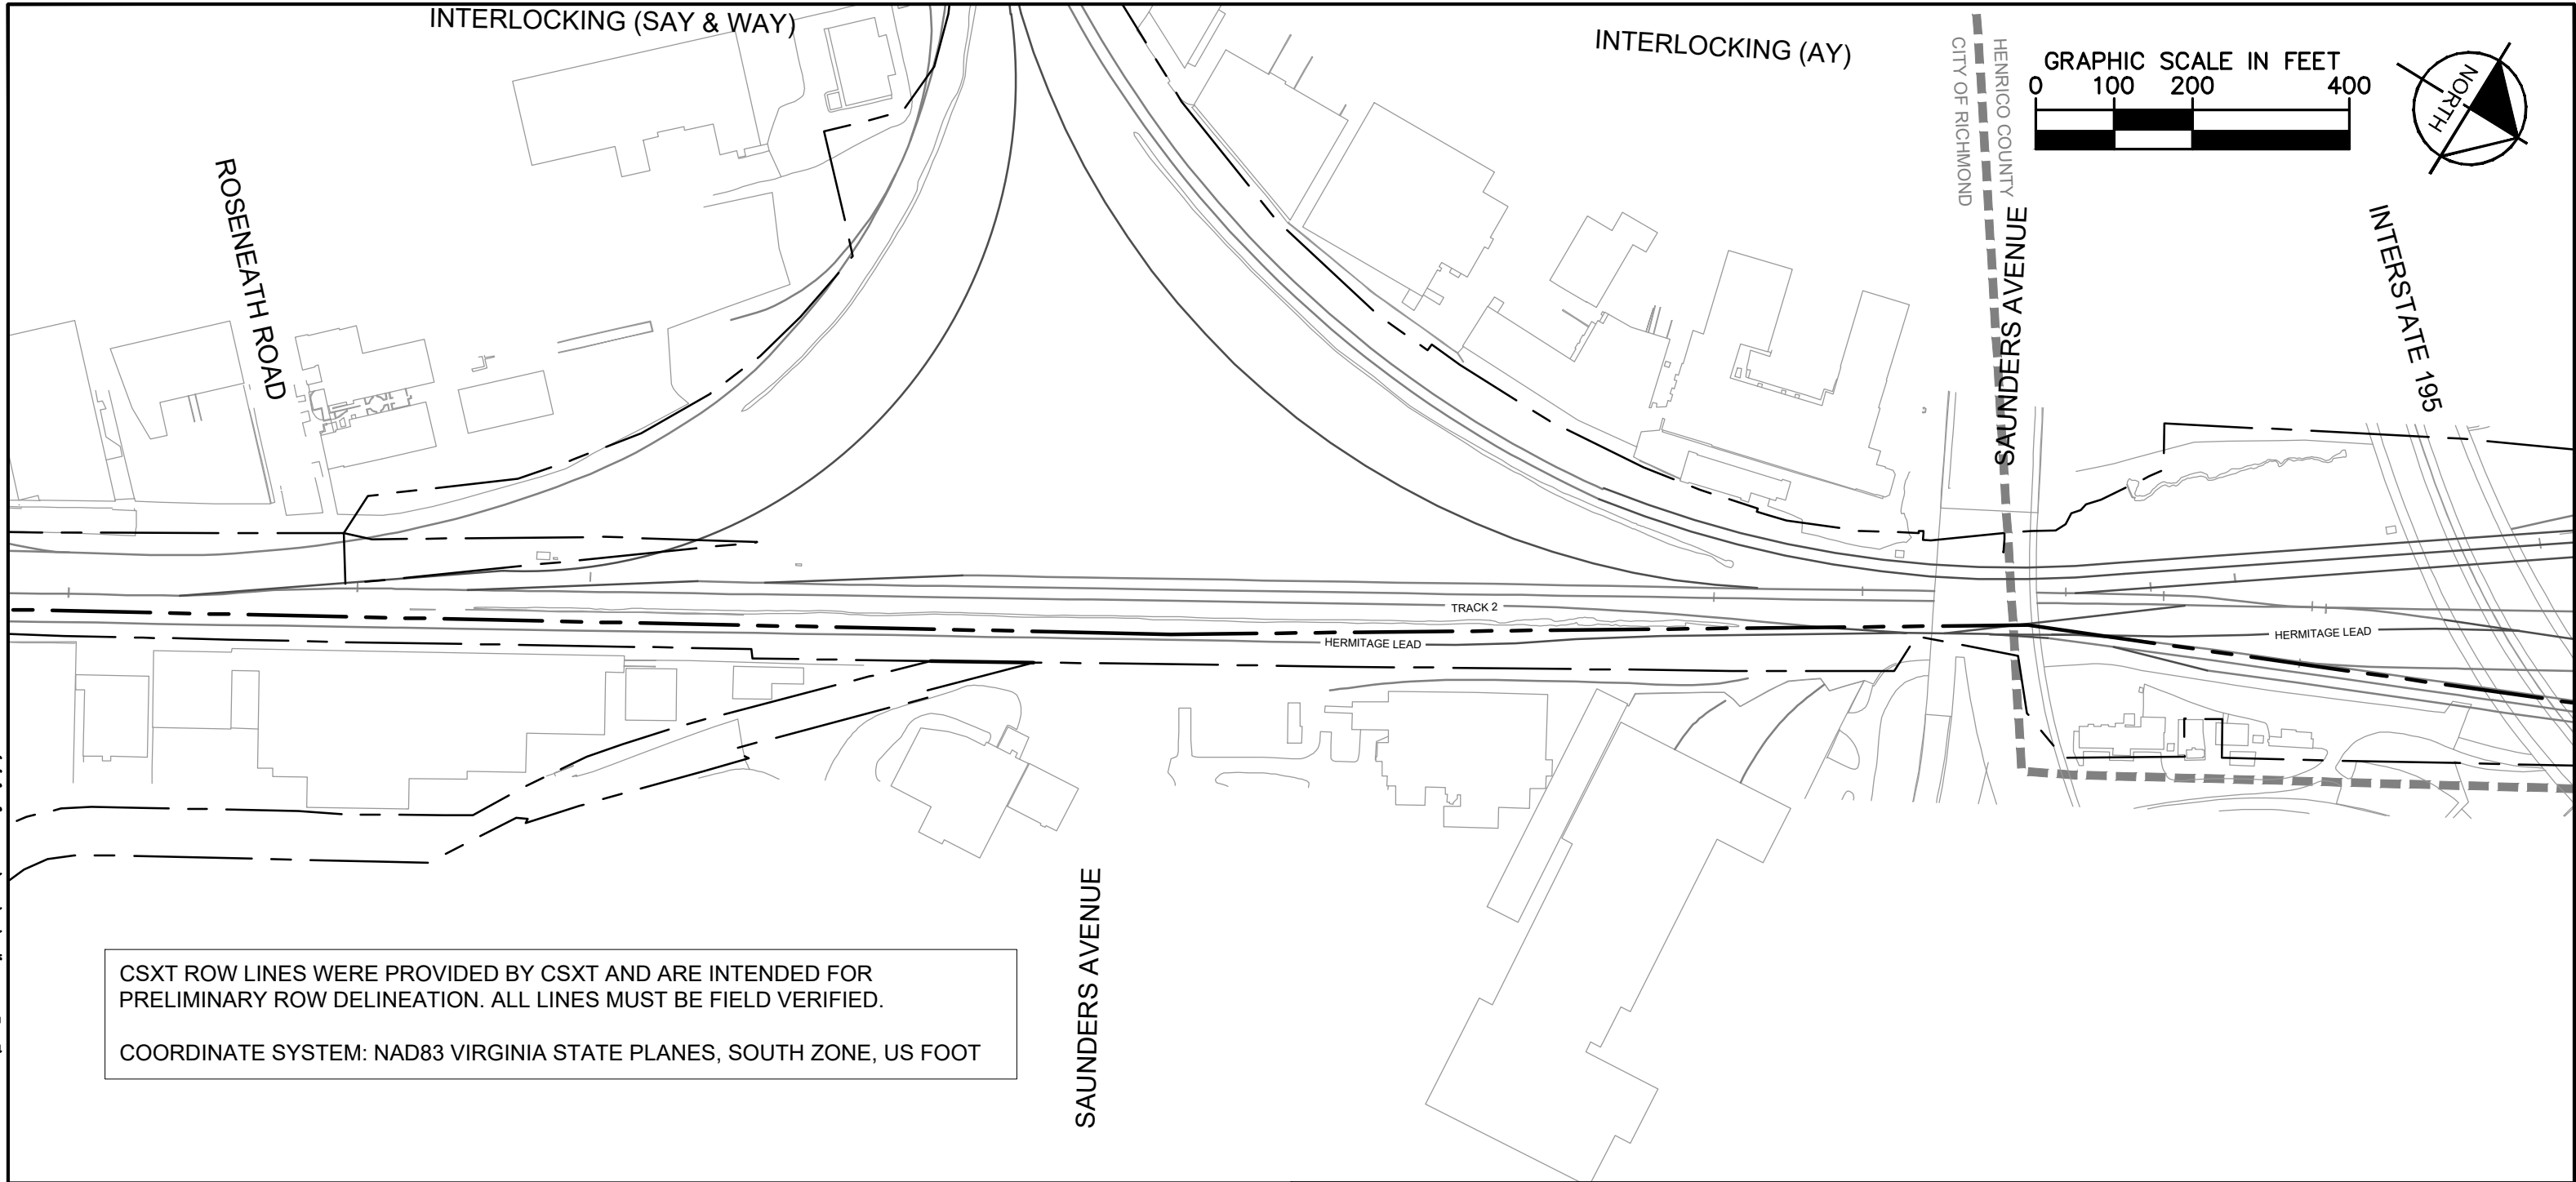 INTERLOCKING (SAY & WAY)
INTERLOCKING (AY)
CITY OF RICHMOND
HENRICO COUNTY
GRAPHIC SCALE IN FEET
0 100 200 400
NORTH
ROSENEATH ROAD
SAUNDERS AVENUE
INTERSTATE 195
TRACK 2
HERMITAGE LEAD
HERMITAGE LEAD
SAUNDERS AVENUE
CSXT ROW LINES WERE PROVIDED BY CSXT AND ARE INTENDED FOR
PRELIMINARY ROW DELINEATION. ALL LINES MUST BE FIELD VERIFIED.
COORDINATE SYSTEM: NAD83 VIRGINIA STATE PLANES, SOUTH ZONE, US FOOT